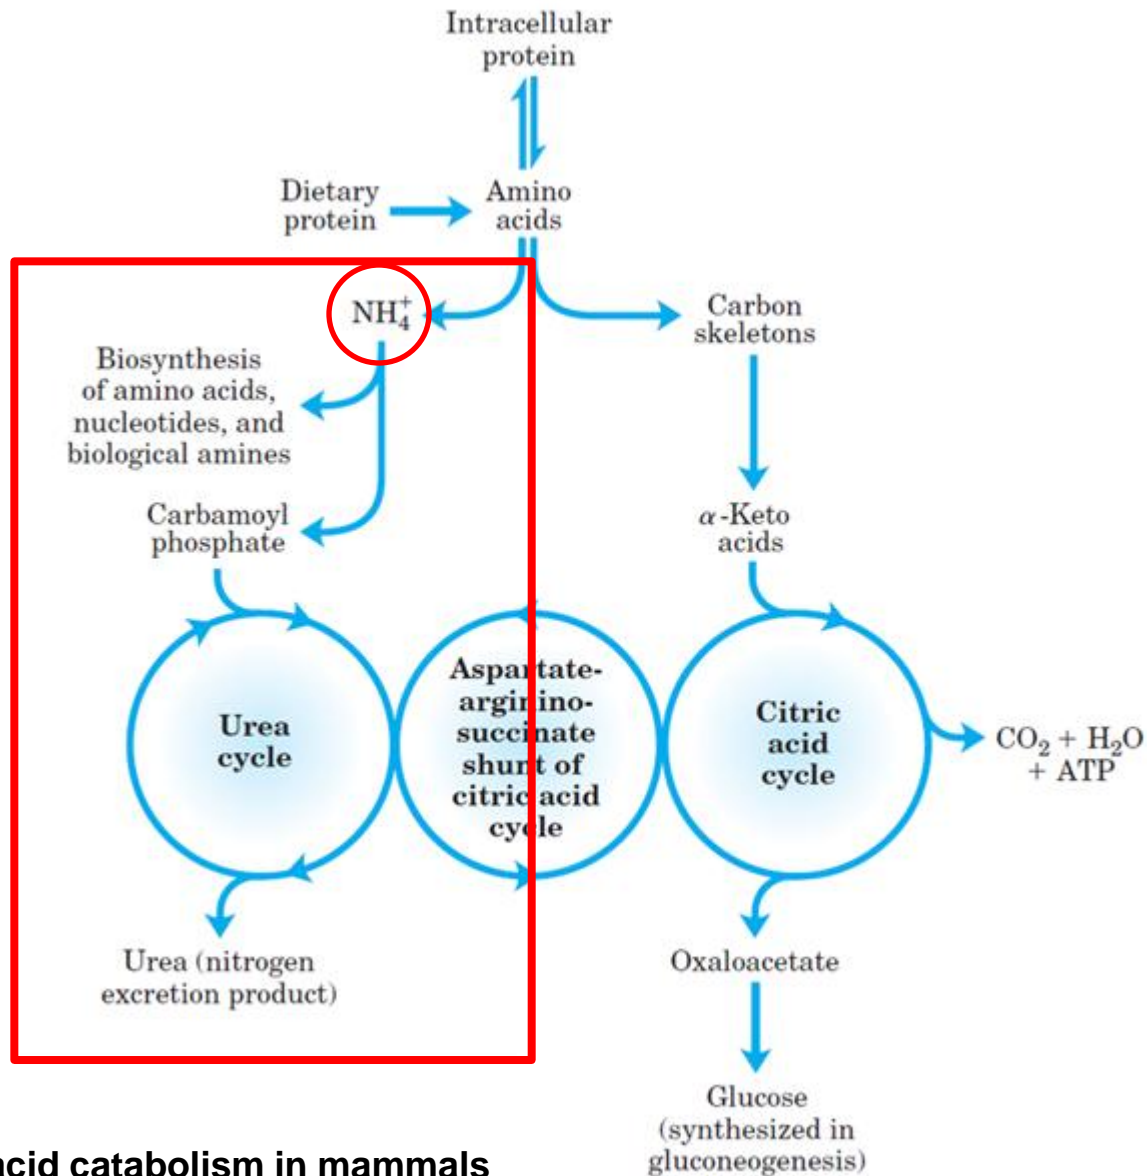 Intracellular
protein
Dietary
protein
Amino
acids
NH₄⁺
Carbon
skeletons
Biosynthesis
of amino acids,
nucleotides, and
biological amines
Carbamoyl
phosphate
α-Keto
acids
Urea
cycle
Aspartate-
arginino-
succinate
shunt of
citric acid
cycle
Citric
acid
cycle
CO₂ + H₂O
+ ATP
Urea (nitrogen
excretion product)
Oxaloacetate
Glucose
(synthesized in
gluconeogenesis)
acid catabolism in mammals